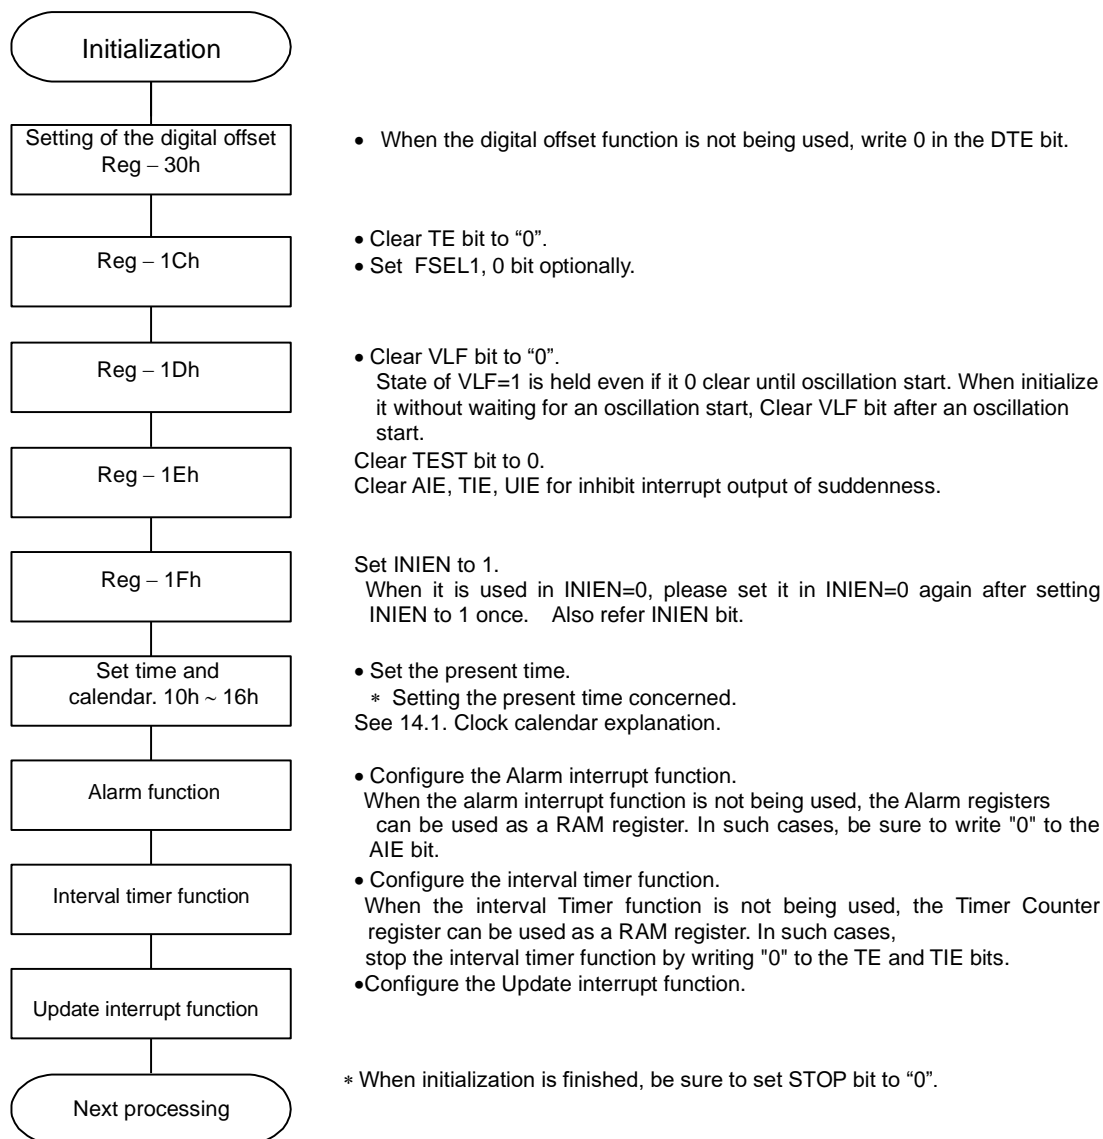 Initialization
Setting of the digital offset
Reg – 30h
• When the digital offset function is not being used, write 0 in the DTE bit.
Reg – 1Ch
• Clear TE bit to “0”.
• Set FSEL1, 0 bit optionally.
Reg – 1Dh
• Clear VLF bit to “0”.
State of VLF=1 is held even if it 0 clear until oscillation start. When initialize
it without waiting for an oscillation start, Clear VLF bit after an oscillation
start.
Reg – 1Eh
Clear TEST bit to 0.
Clear AIE, TIE, UIE for inhibit interrupt output of suddenness.
Reg – 1Fh
Set INIEN to 1.
When it is used in INIEN=0, please set it in INIEN=0 again after setting
INIEN to 1 once. Also refer INIEN bit.
Set time and
calendar. 10h ~ 16h
• Set the present time.
* Setting the present time concerned.
See 14.1. Clock calendar explanation.
Alarm function
• Configure the Alarm interrupt function.
When the alarm interrupt function is not being used, the Alarm registers
can be used as a RAM register. In such cases, be sure to write "0" to the
AIE bit.
Interval timer function
• Configure the interval timer function.
When the interval Timer function is not being used, the Timer Counter
register can be used as a RAM register. In such cases,
stop the interval timer function by writing "0" to the TE and TIE bits.
Update interrupt function
•Configure the Update interrupt function.
Next processing
* When initialization is finished, be sure to set STOP bit to “0”.